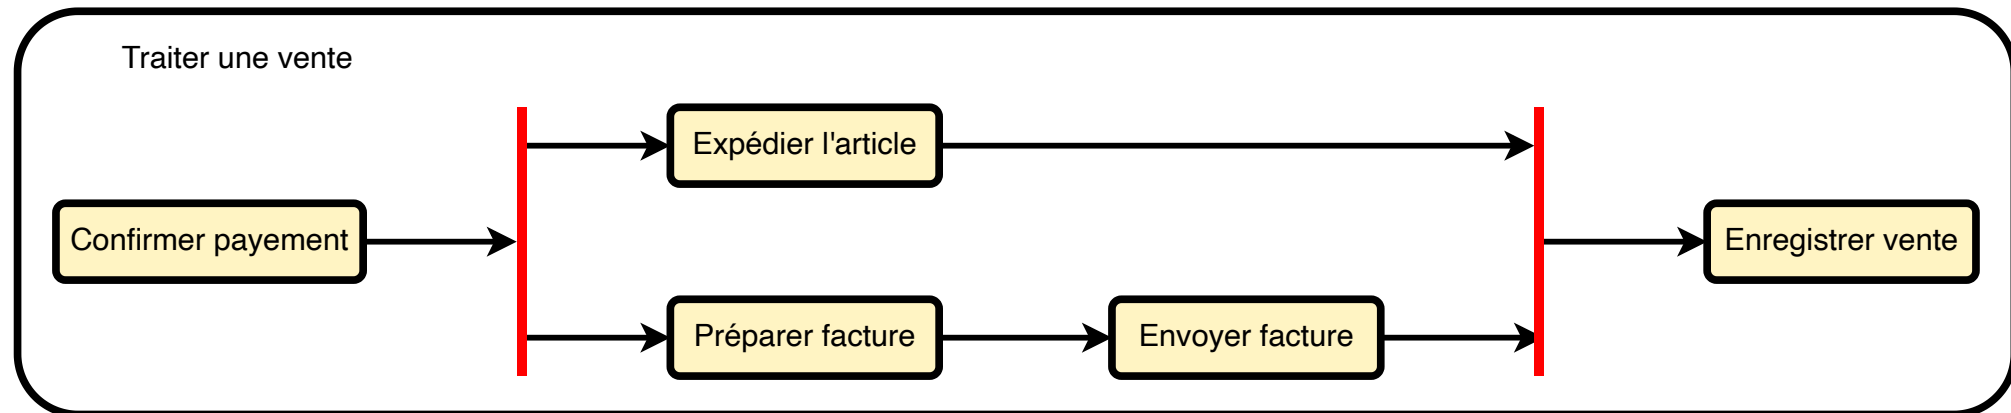 Traiter une vente
Expédier l'article
Confirmer payement
Enregistrer vente
Préparer facture
Envoyer facture